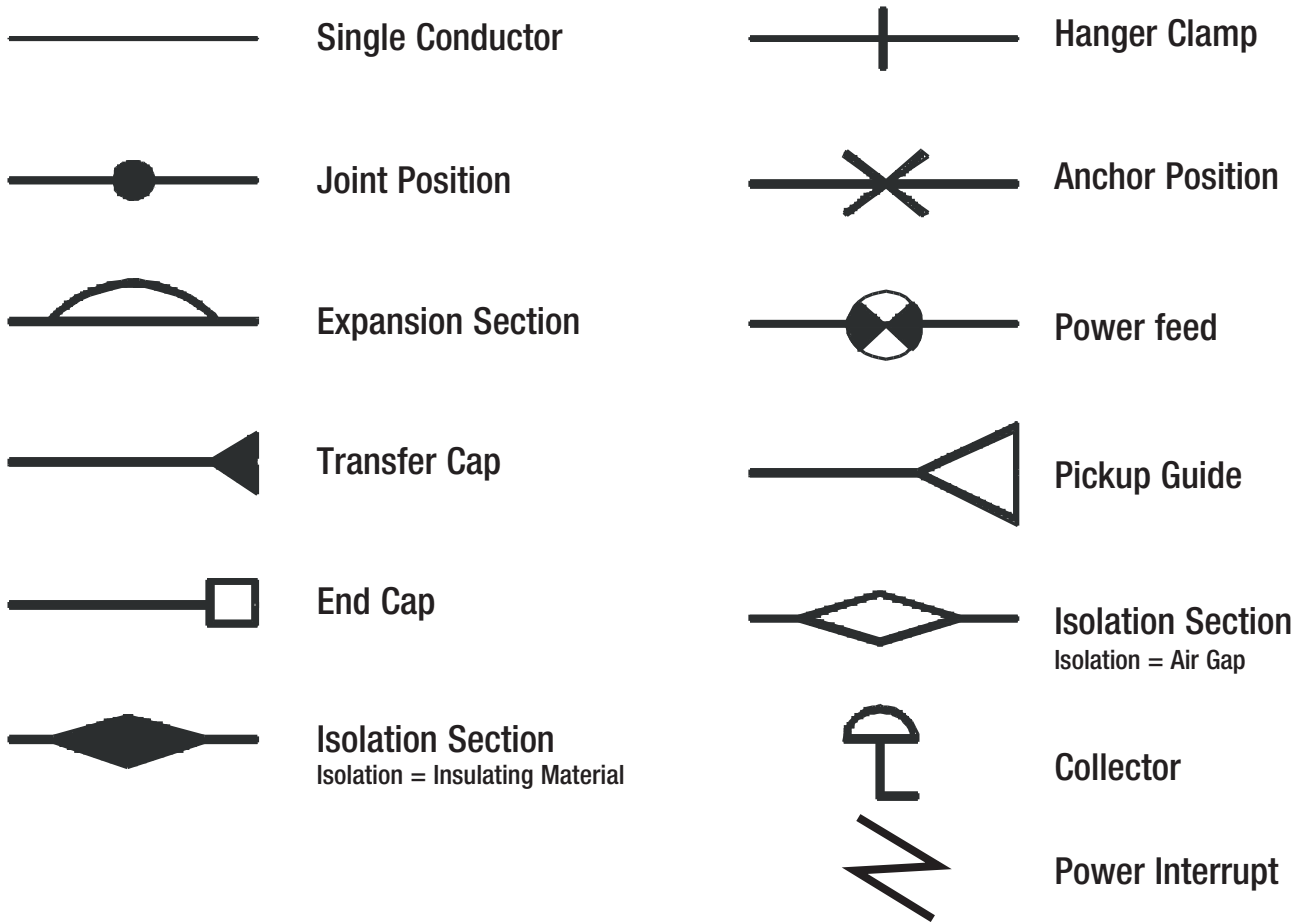 Single Conductor
Hanger Clamp
Joint Position
Anchor Position
Expansion Section
Power feed
Transfer Cap
Pickup Guide
End Cap
Isolation Section
Isolation = Air Gap
Isolation Section
Isolation = Insulating Material
Collector
Power Interrupt